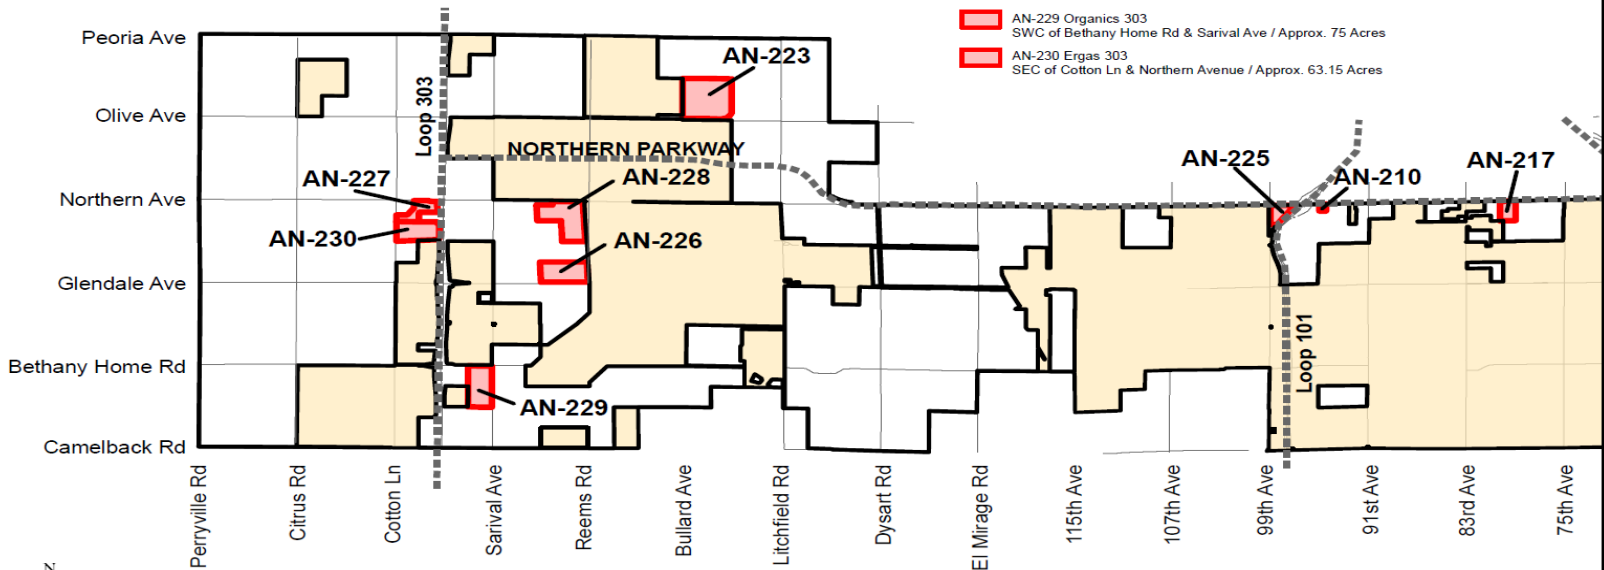 AN-229 Organics 303
SWC of Bethany Home Rd & Sarival Ave / Approx. 75 Acres
AN-230 Ergas 303
SEC of Cotton Ln & Northern Avenue / Approx. 63.15 Acres
Peoria Ave
Olive Ave
Northern Ave
Glendale Ave
Bethany Home Rd
Camelback Rd
Loop 303
AN-223
NORTHERN PARKWAY
AN-227
AN-228
AN-230
AN-226
AN-229
AN-225
AN-210
AN-217
Loop 101
Perryville Rd
Citrus Rd
Cotton Ln
Sarival Ave
Reems Rd
Bullard Ave
Litchfield Rd
Dysart Rd
El Mirage Rd
115th Ave
107th Ave
99th Ave
91st Ave
83rd Ave
75th Ave
N